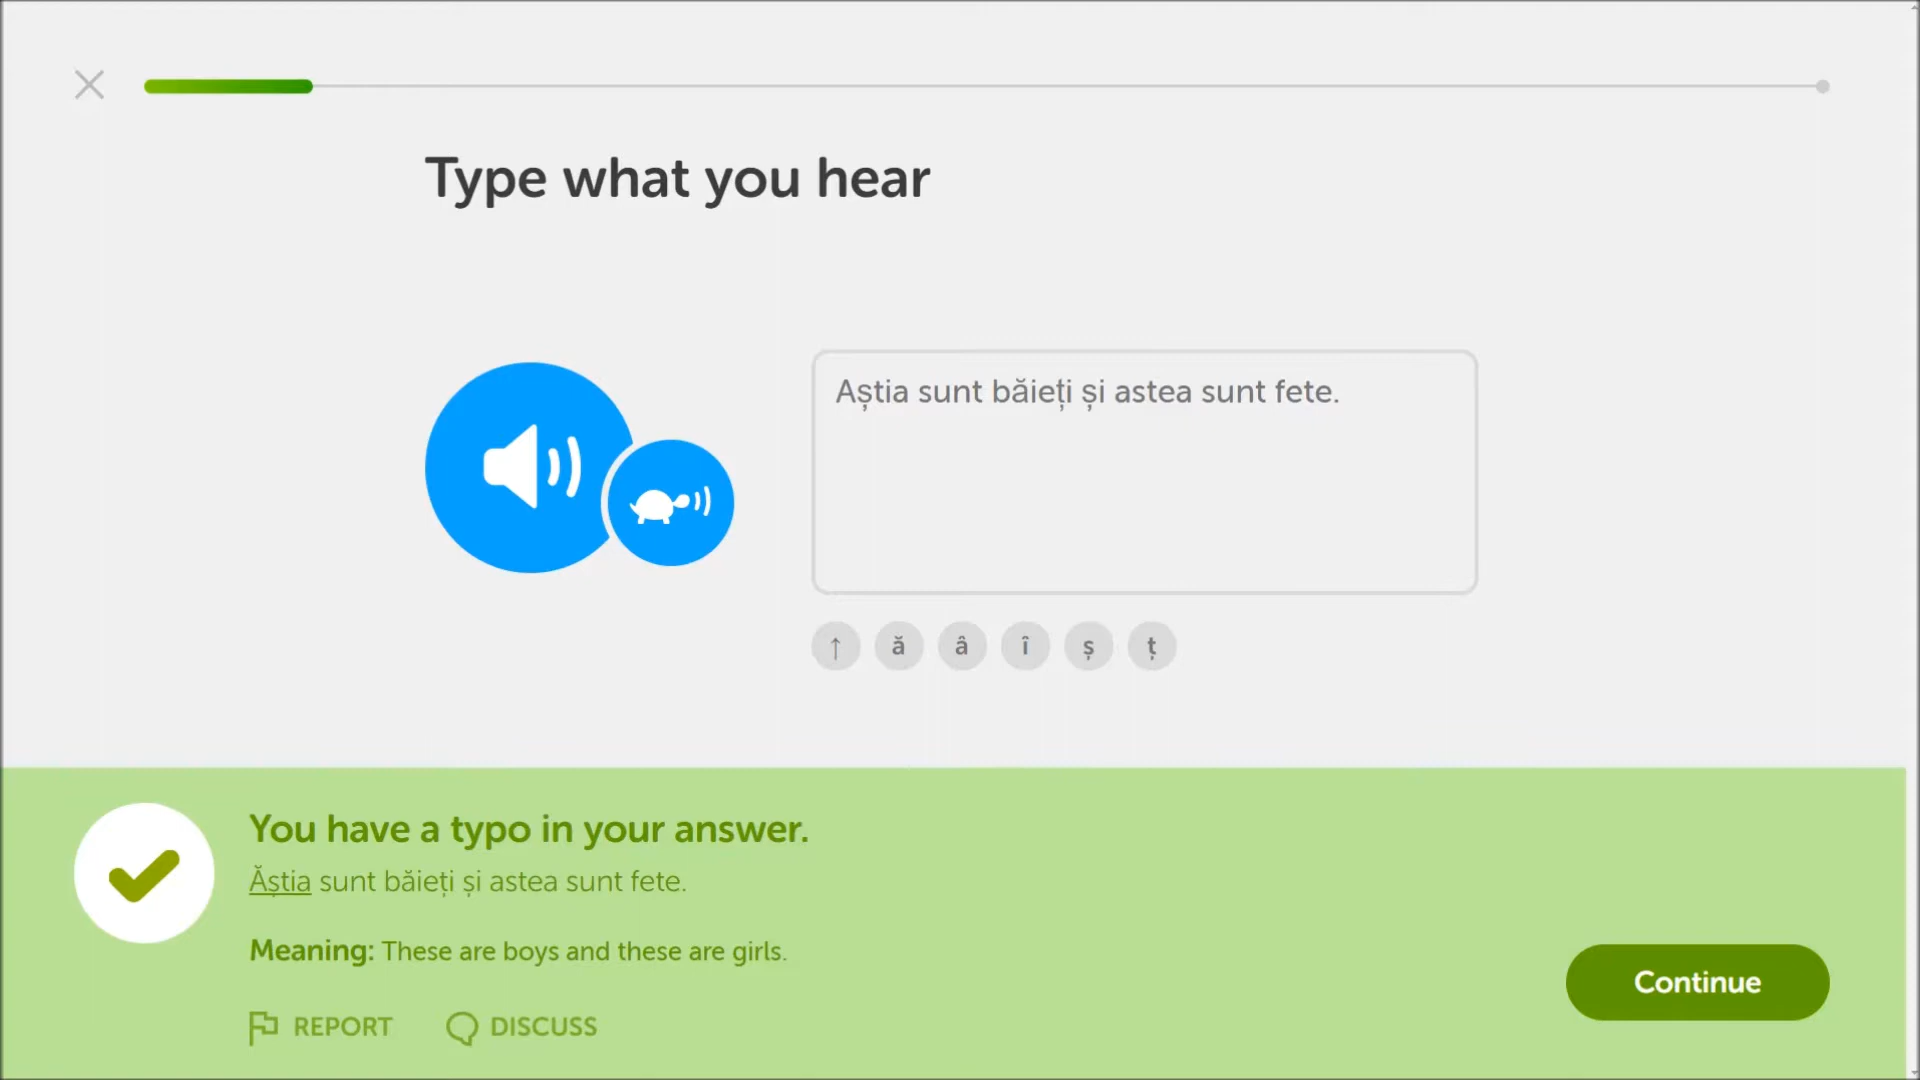 Type what you hear
Aștia sunt băieți și astea sunt fete.
↑ ă â î ș ț
You have a typo in your answer.
Ăștia sunt băieți și astea sunt fete.
Meaning: These are boys and these are girls.
REPORT DISCUSS
Continue